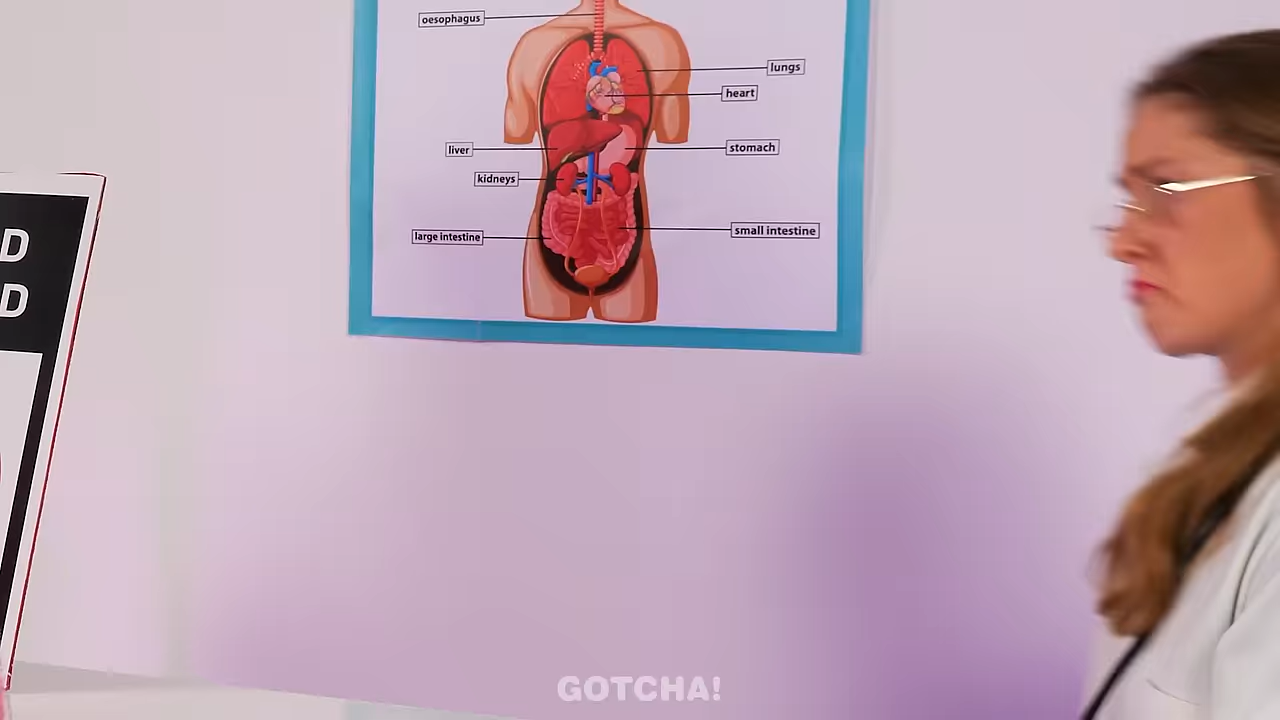 oesophagus
lungs
heart
liver
stomach
kidneys
large intestine
small intestine
D
D
GOTCHA!